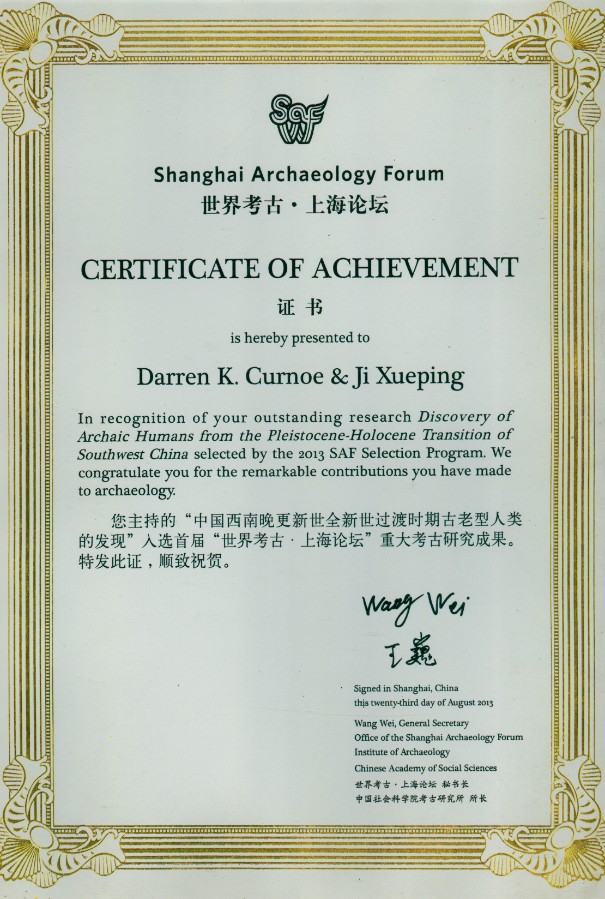 SAF
Shanghai Archaeology Forum
世界考古·上海论坛
CERTIFICATE OF ACHIEVEMENT
证 书
is hereby presented to
Darren K. Curnoe & Ji Xueping
In recognition of your outstanding research Discovery of
Archaic Humans from the Pleistocene-Holocene Transition of
Southwest China selected by the 2013 SAF Selection Program. We
congratulate you for the remarkable contributions you have made
to archaeology.
您主持的“中国西南晚更新世全新世过渡时期古老型人类
的发现”入选首届“世界考古·上海论坛”重大考古研究成果。
特发此证，顺致祝贺。
Wang Wei
王巍
Signed in Shanghai, China
this twenty-third day of August 2013
Wang Wei, General Secretary
Office of the Shanghai Archaeology Forum
Institute of Archaeology
Chinese Academy of Social Sciences
世界考古·上海论坛 秘书长
中国社会科学院考古研究所 所长